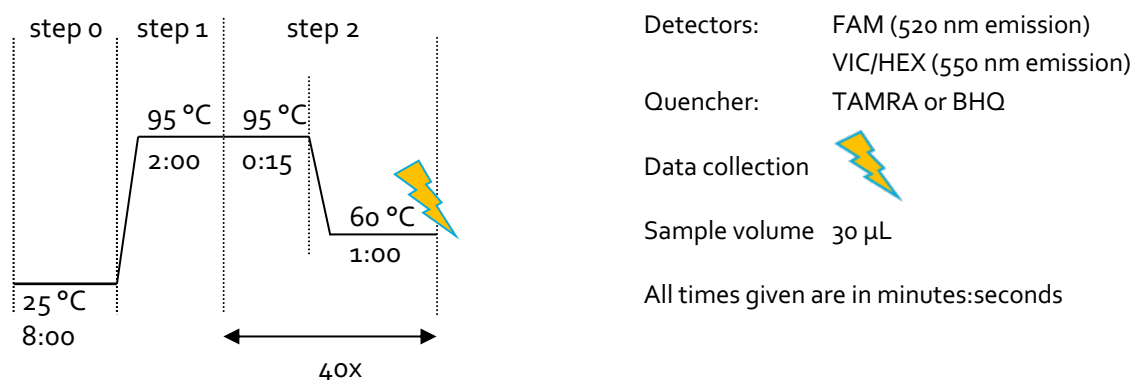 step 0 step 1 step 2
95 °C 95 °C
2:00 0:15
60 °C
1:00
25 °C
8:00
40x
Detectors: FAM (520 nm emission)
VIC/HEX (550 nm emission)
Quencher: TAMRA or BHQ
Data collection
Sample volume 30 µL
All times given are in minutes:seconds